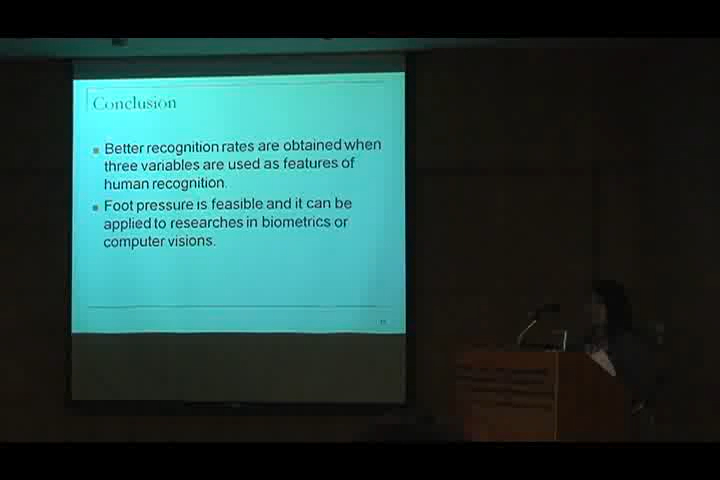 Conclusion
Better recognition rates are obtained when
three variables are used as features of
human recognition.
Foot pressure is feasible and it can be
applied to researches in biometrics or
computer visions.